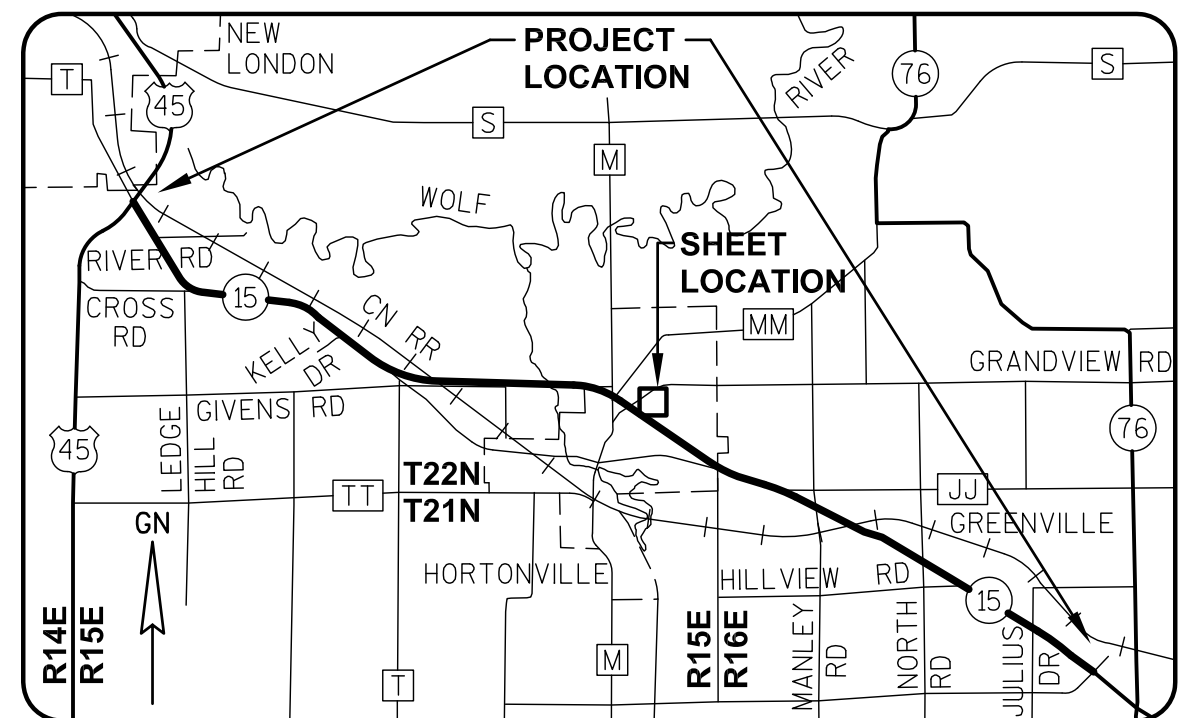 NEW
LONDON
PROJECT
LOCATION
RIVER
76
S
T
45
S
M
WOLF
SHEET
LOCATION
RIVER RD
15
CROSS
RD
CN RR
MM
KELLY
DR
GRANDVIEW RD
GIVENS RD
LEDGE
HILL
RD
45
76
T22N
T21N
TT
JJ
GN
GREENVILLE
HORTONVILLE
HILLVIEW RD
15
R14E
R15E
R15E
R16E
MANLEY
RD
NORTH
RD
JULIUS
DR
T
M